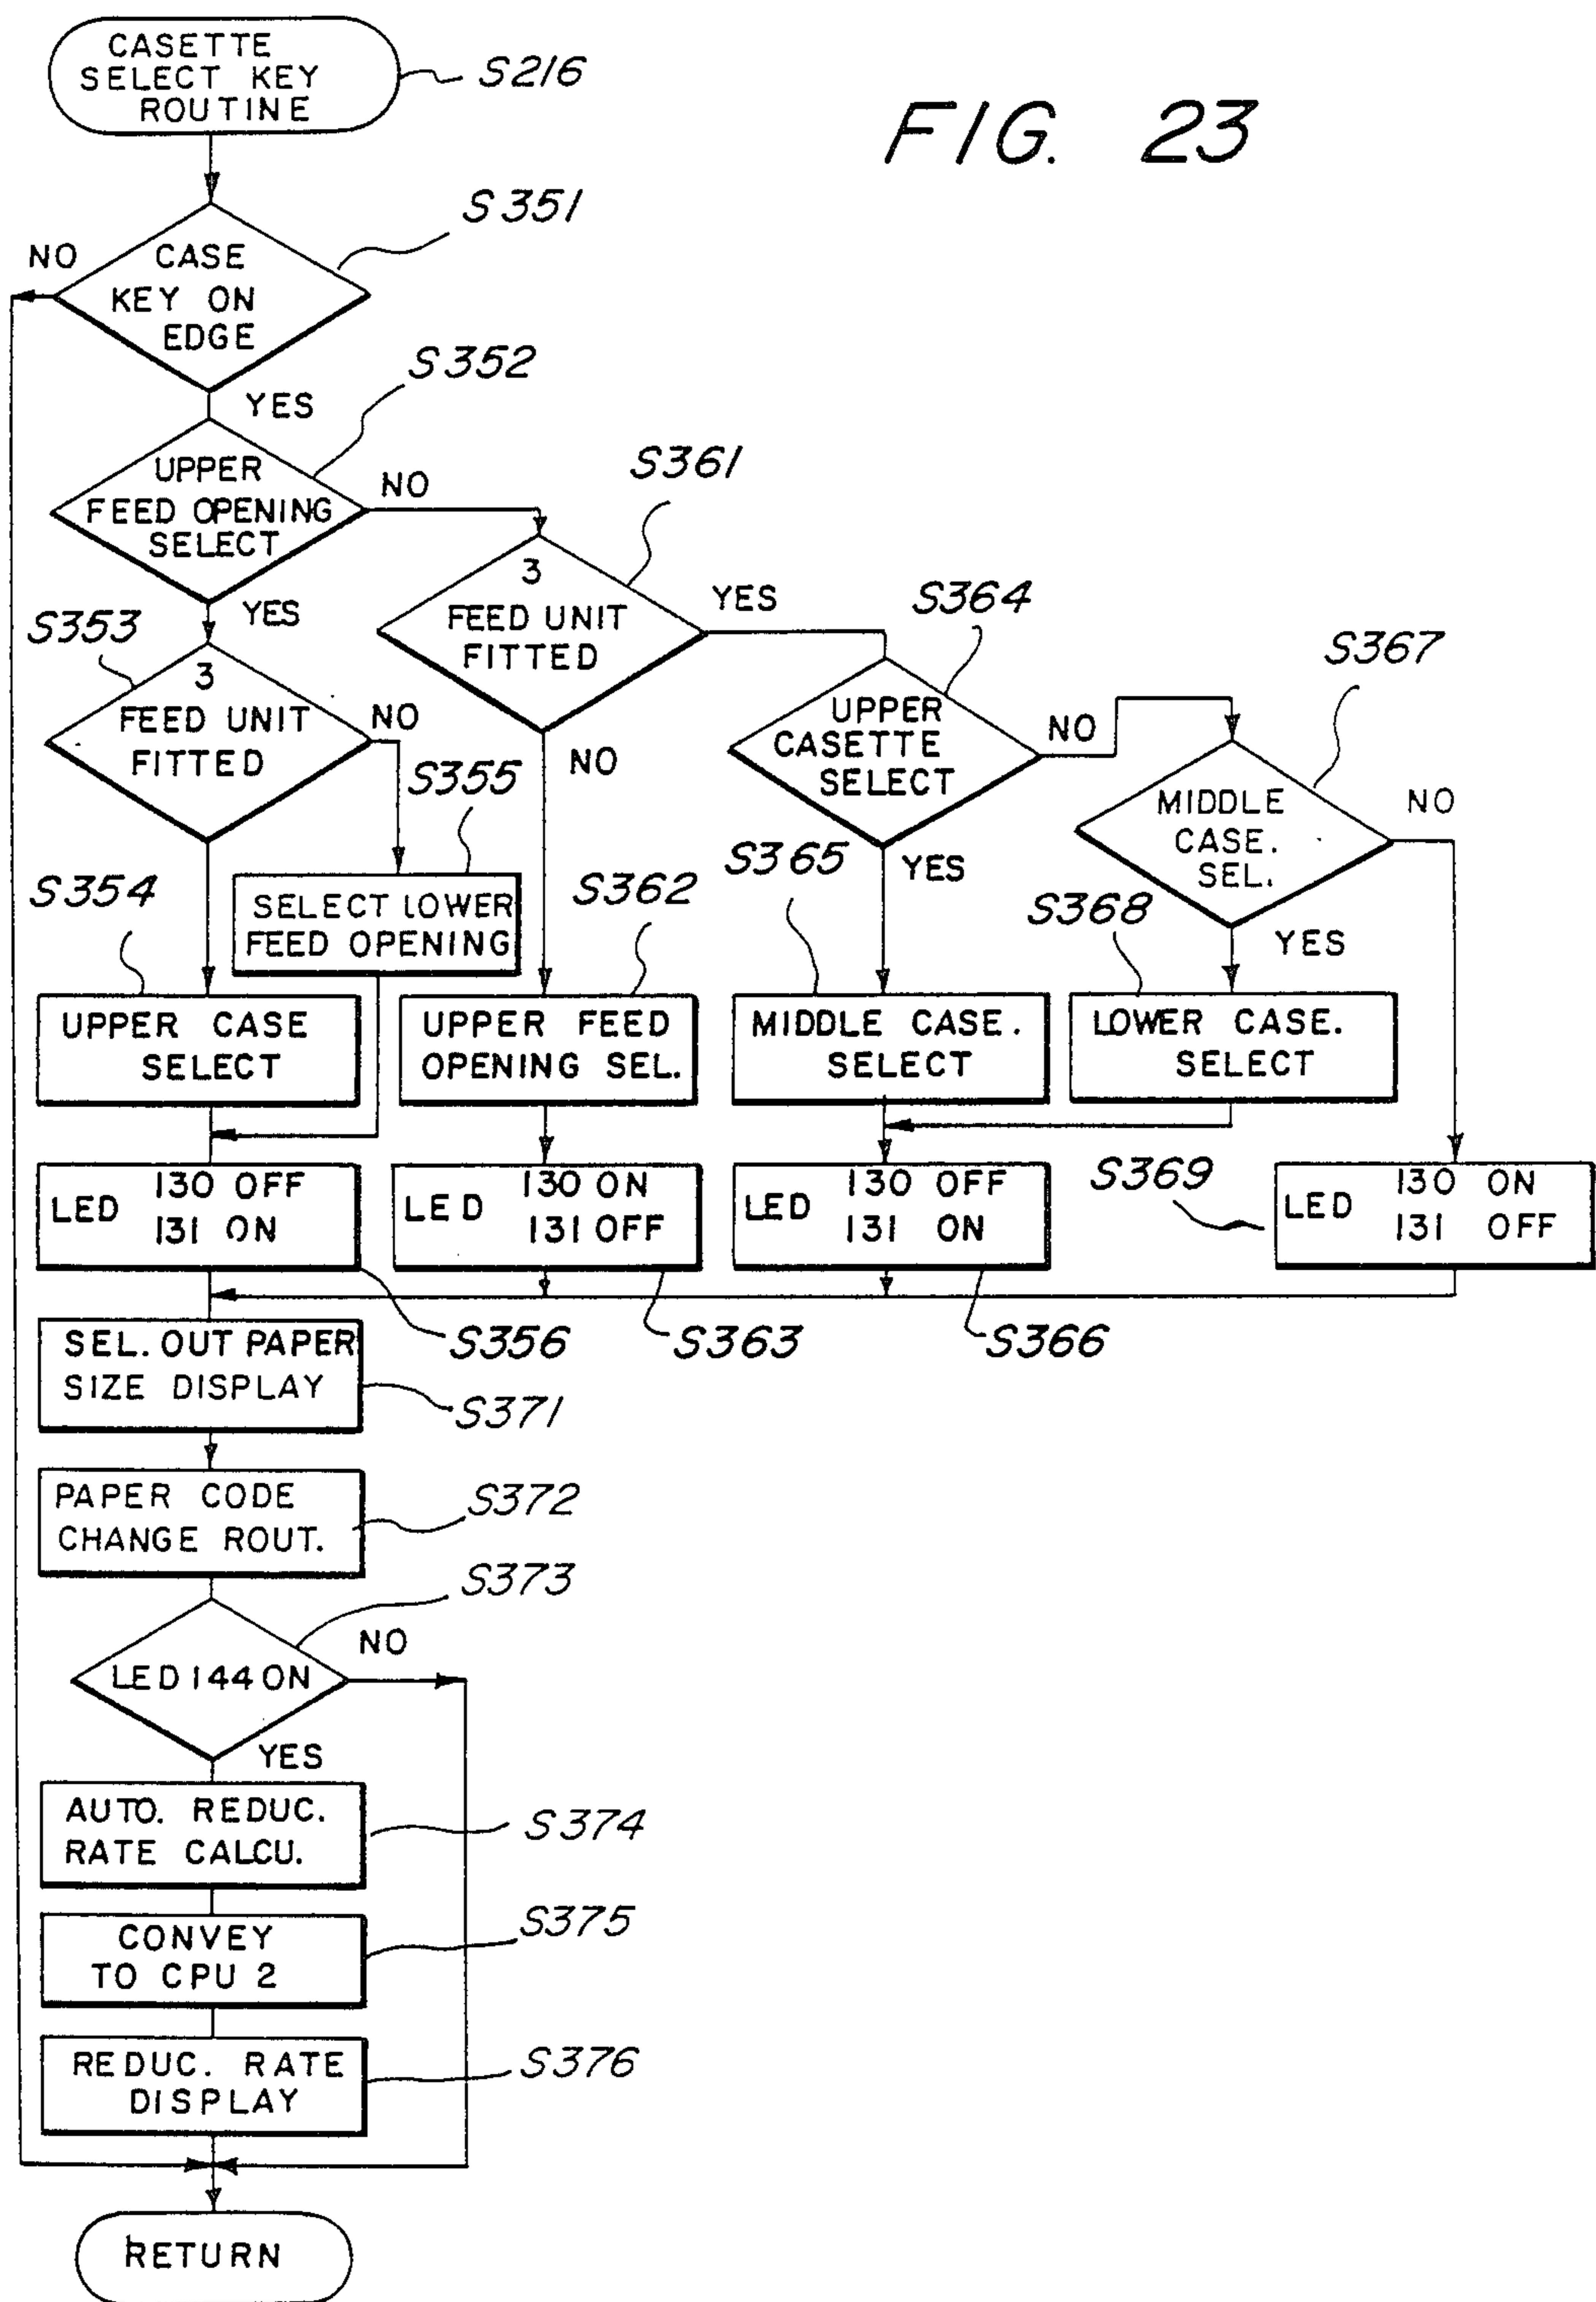 CASETTE
SELECT KEY
ROUTINE
S216
FIG. 23
S351
NO
CASE
KEY ON
EDGE
S352
YES
UPPER
FEED OPENING
SELECT
NO
S361
YES
3
FEED UNIT
FITTED
YES
S364
S353
3
FEED UNIT
FITTED
NO
NO
UPPER
CASETTE
SELECT
NO
S367
MIDDLE
CASE.
SEL.
NO
S355
S365
YES
S354
SELECT LOWER
FEED OPENING
S362
S368
YES
UPPER CASE
SELECT
UPPER FEED
OPENING SEL.
MIDDLE CASE.
SELECT
LOWER CASE.
SELECT
LED 130 OFF
131 ON
LED 130 ON
131 OFF
LED 130 OFF
131 ON
S369
LED 130 ON
131 OFF
S356
S363
S366
SEL. OUT PAPER
SIZE DISPLAY
S371
PAPER CODE
CHANGE ROUT.
S372
S373
LED 144 ON
NO
YES
AUTO. REDUC.
RATE CALCU.
S374
CONVEY
TO CPU 2
S375
REDUC. RATE
DISPLAY
S376
RETURN